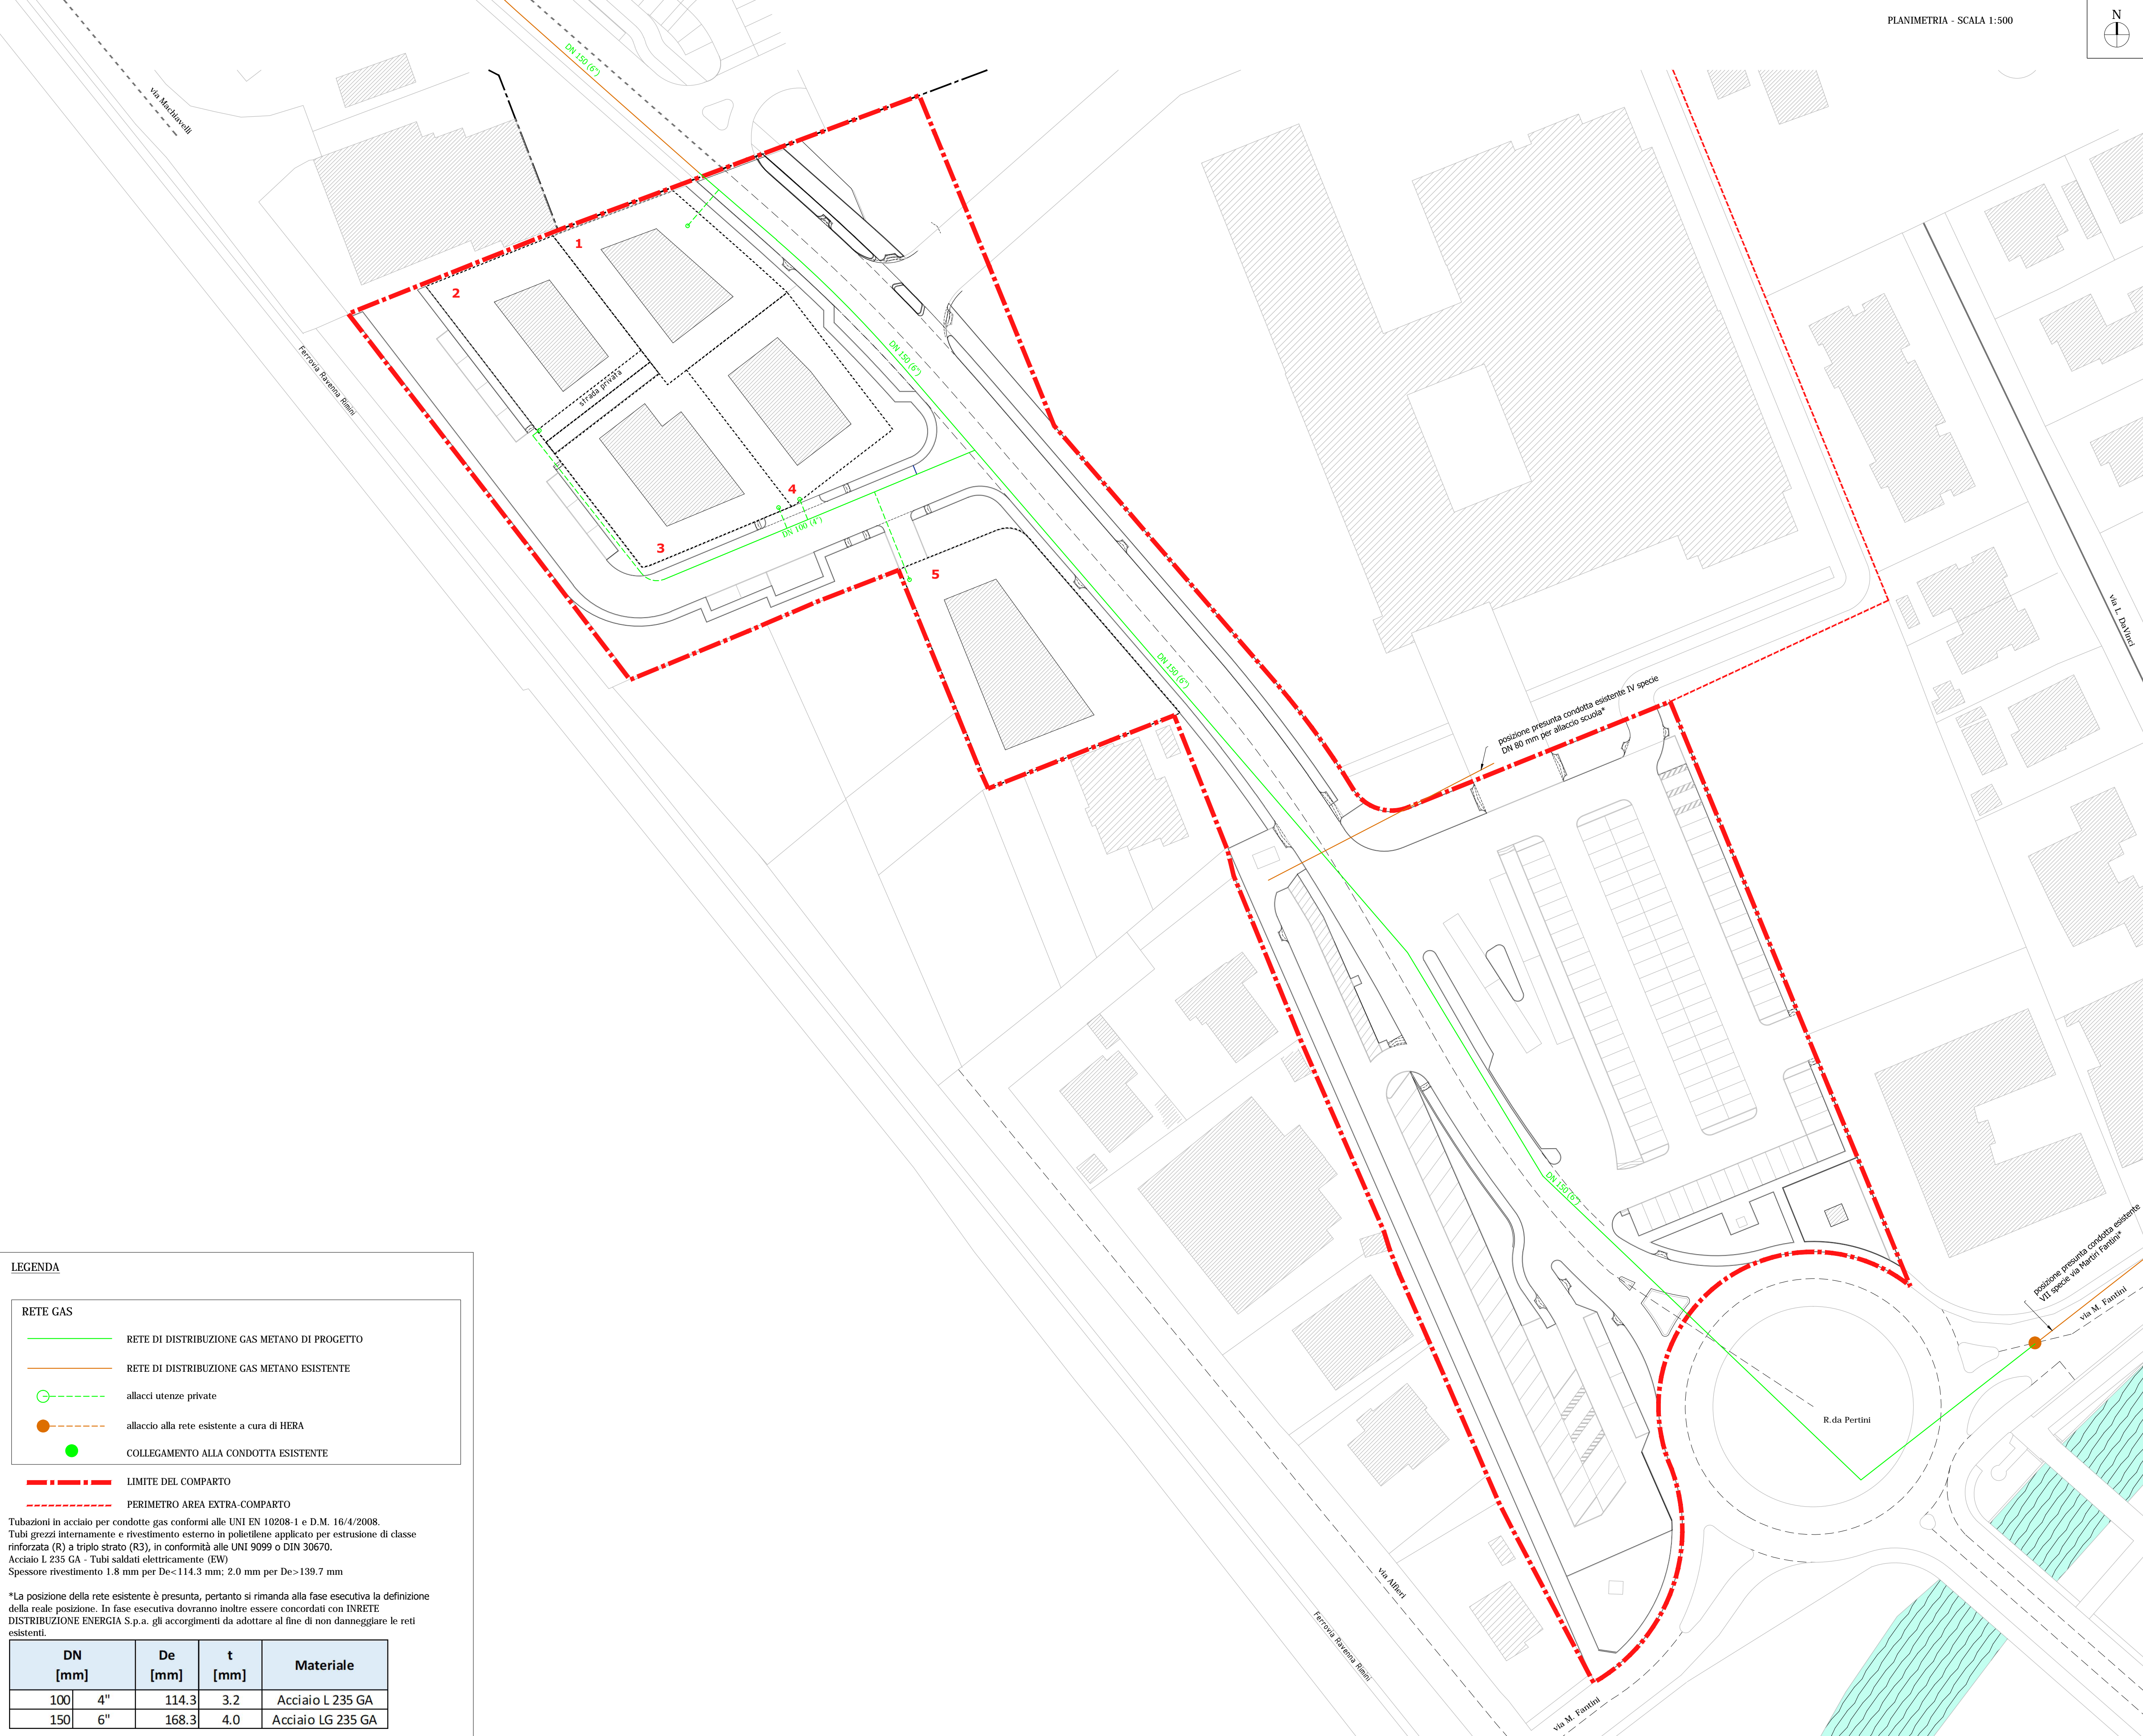 PLANIMETRIA - SCALA 1:500
N
DN 150 (6")
via Machiavelli
1
2
Ferrovia Ravenna Rimini
strada privata
DN 150 (6")
4
DN 100 (4")
3
5
via L. DaVinci
DN 150 (6")
posizione presunta condotta esistente IV specie
DN 80 mm per allaccio scuola*
DN 150 (6")
posizione presunta condotta esistente
VII specie via Martiri Fantini*
via M. Fantini
R.da Pertini
via Alfieri
Ferrovia Ravenna Rimini
via M. Fantini
LEGENDA
RETE GAS
RETE DI DISTRIBUZIONE GAS METANO DI PROGETTO
RETE DI DISTRIBUZIONE GAS METANO ESISTENTE
allacci utenze private
allaccio alla rete esistente a cura di HERA
COLLEGAMENTO ALLA CONDOTTA ESISTENTE
LIMITE DEL COMPARTO
PERIMETRO AREA EXTRA-COMPARTO
Tubazioni in acciaio per condotte gas conformi alle UNI EN 10208-1 e D.M. 16/4/2008.
Tubi grezzi internamente e rivestimento esterno in polietilene applicato per estrusione di classe
rinforzata (R) a triplo strato (R3), in conformità alle UNI 9099 o DIN 30670.
Acciaio L 235 GA - Tubi saldati elettricamente (EW)
Spessore rivestimento 1.8 mm per De<114.3 mm; 2.0 mm per De>139.7 mm
*La posizione della rete esistente è presunta, pertanto si rimanda alla fase esecutiva la definizione
della reale posizione. In fase esecutiva dovranno inoltre essere concordati con INRETE
DISTRIBUZIONE ENERGIA S.p.a. gli accorgimenti da adottare al fine di non danneggiare le reti
esistenti.
DN [mm] De [mm] t [mm] Materiale
100 4" 114.3 3.2 Acciaio L 235 GA
150 6" 168.3 4.0 Acciaio LG 235 GA